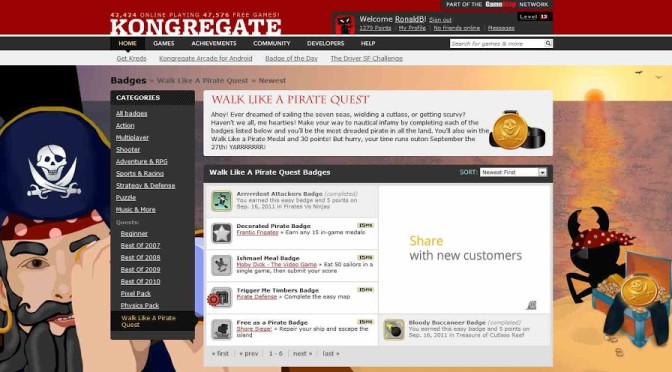 PART OF THE GameStop NETWORK
42,424 ONLINE PLAYING 47,576 FREE GAMES!
KONGREGATE
Welcome RonaldB! Sign out
Level 13
1279 Points | My Profile | No friends online | Messages
HOME GAMES ACHIEVEMENTS COMMUNITY DEVELOPERS HELP
Search for games & more
Get Kreds Kongregate Arcade for Android Badge of the Day The Driver SF Challenge
Badges » Walk Like A Pirate Quest » Newest
CATEGORIES
All badges
Action
Multiplayer
Shooter
Adventure & RPG
Sports & Racing
Strategy & Defense
Puzzle
Music & More
Quests:
Beginner
Best Of 2007
Best Of 2008
Best Of 2009
Best Of 2010
Pixel Pack
Physics Pack
Walk Like A Pirate
Quest
WALK LIKE A PIRATE QUEST
Ahoy! Ever dreamed of sailing the seven seas, wielding a cutlass, or getting scurvy?
Haven't we all, me hearties! Make your way to nautical infamy by completing each of the
badges listed below and you'll be the most dreaded pirate in all the land. You'll also win the
Walk Like a Pirate Medal and 30 points! But hurry, your time runs outon September the
27th! YARRRRRRR!
Walk Like A Pirate Quest Badges
SORT: Newest First
Arrrrrdent Attackers Badge (completed)
You earned this easy badge and 5 points on
Sep. 16, 2011 in Pirates Vs Ninjas
Decorated Pirate Badge
Frantic Frigates » Earn any 15 in-game medals
Ishmael Meal Badge
Moby Dick - The Video Game » Eat 50 sailors in a
single game, then submit your score
Trigger Me Timbers Badge
Pirate Defense » Complete the easy map
Free as a Pirate Badge
Shore Siege! » Repair your ship and escape the
island
Share
with new customers
Bloody Buccaneer Badge (completed)
You earned this easy badge and 5 points on
Sep. 16, 2011 in Treasure of Cutlass Reef
« first | « prev | 1 - 6 | next » | last »